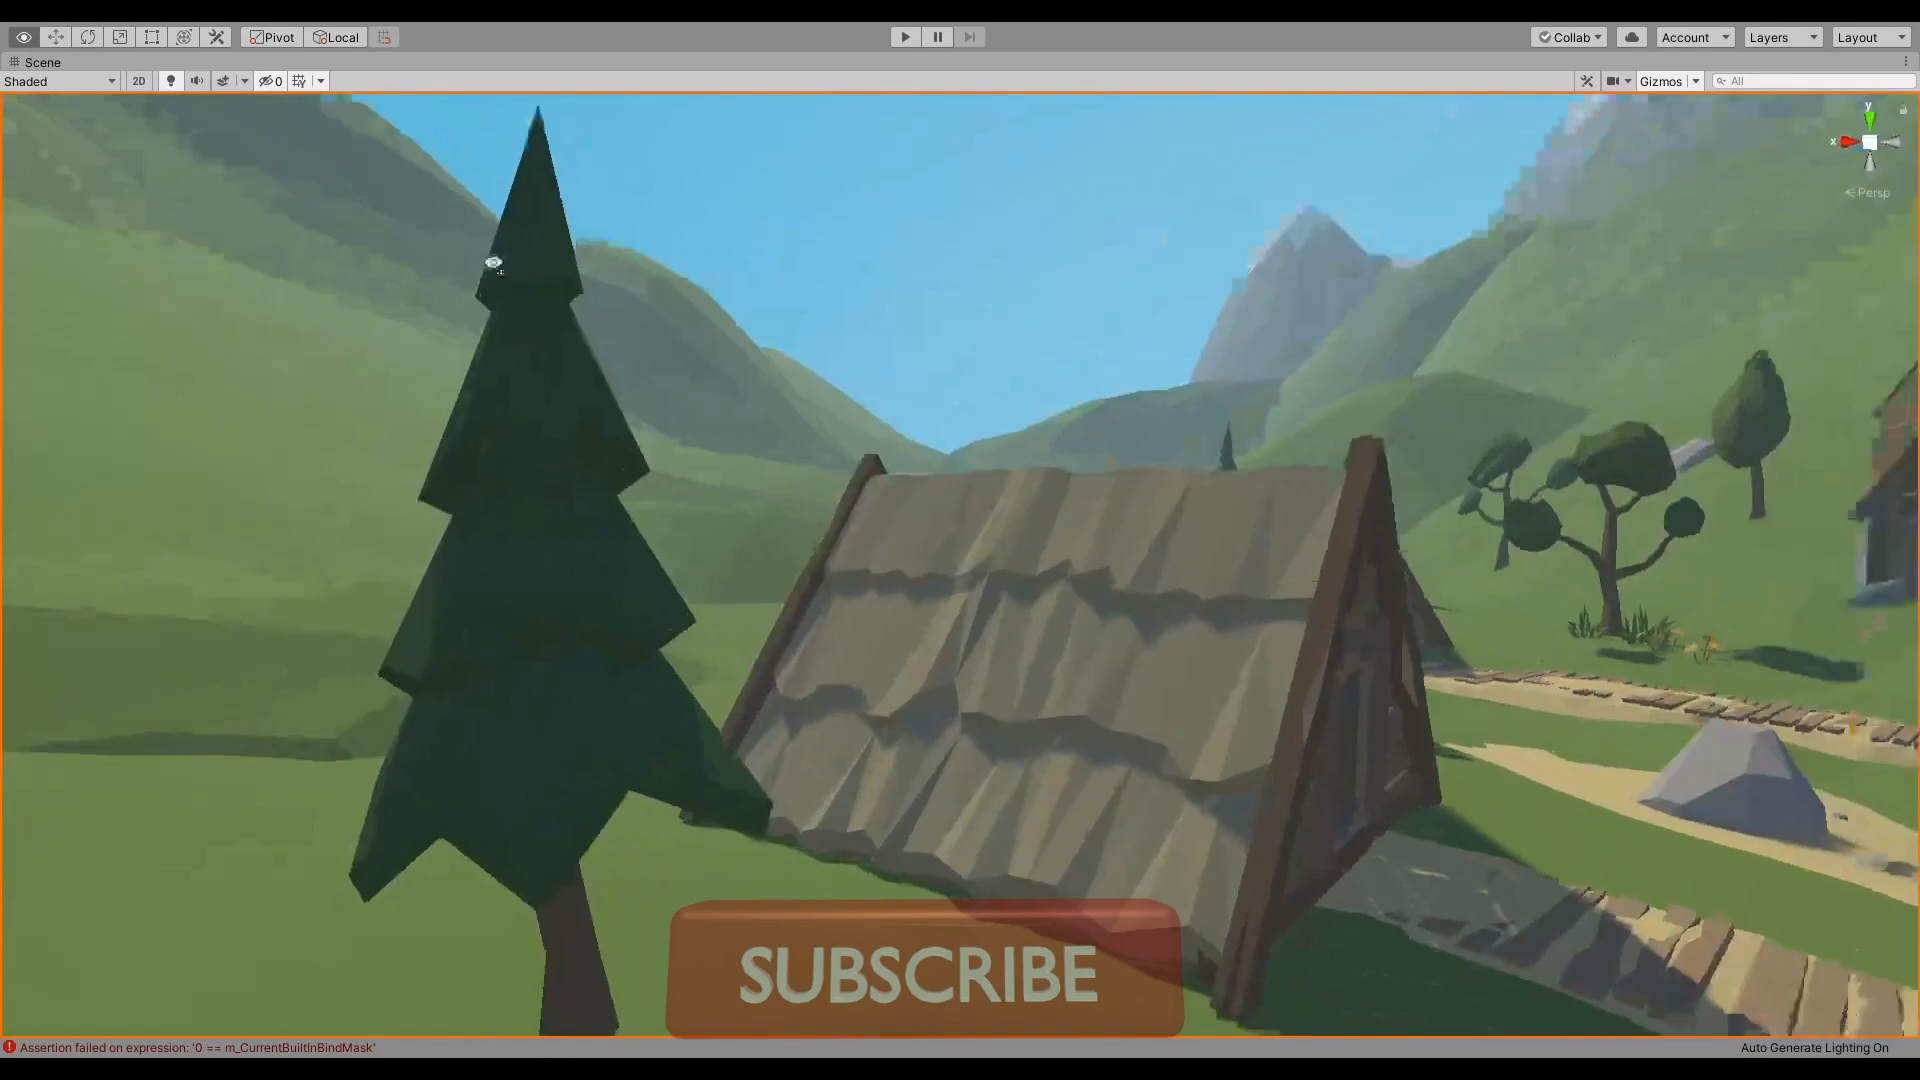 Pivot
Local
Collab
Account
Layers
Layout
Scene
Shaded
2D
0
Gizmos
All
y
x
Persp
SUBSCRIBE
Assertion failed on expression: '0 == m_CurrentBuiltInBindMask'
Auto Generate Lighting On